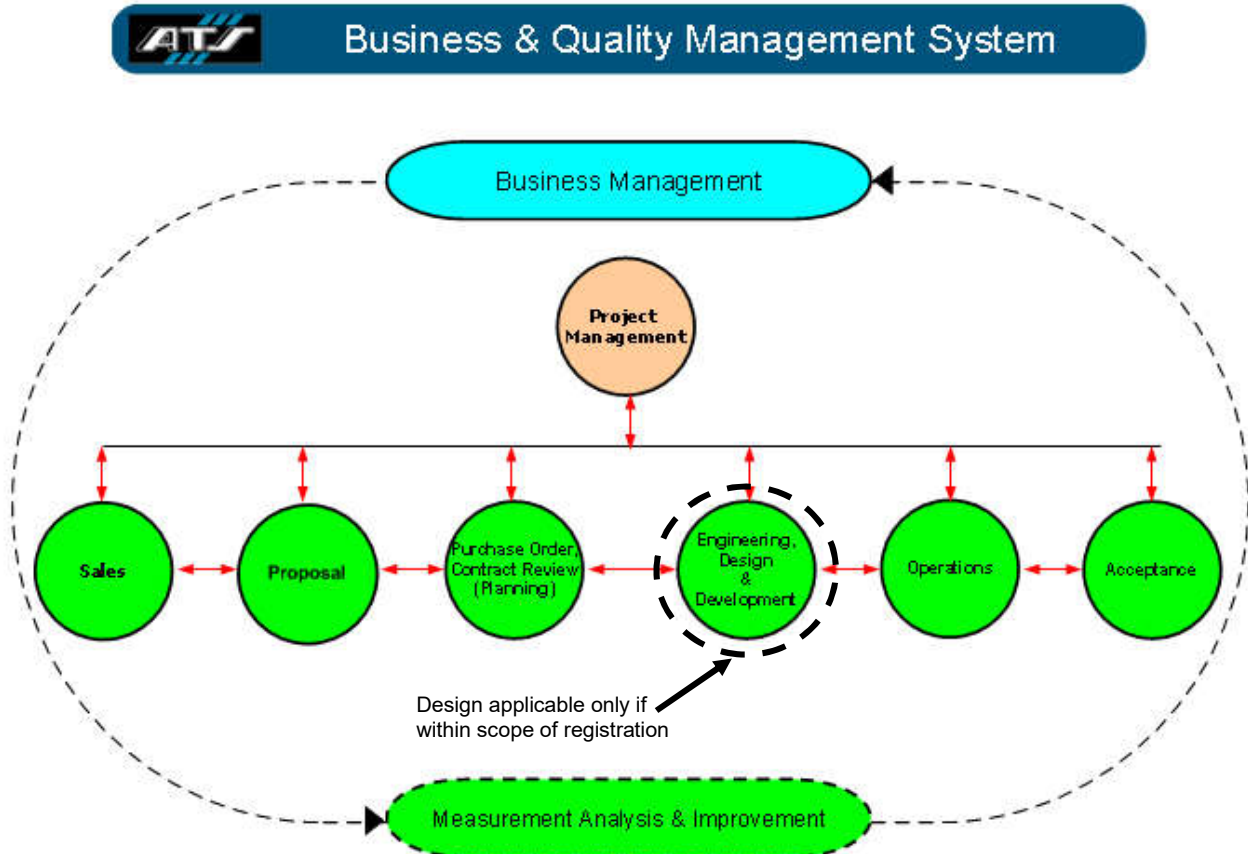 ATS Business & Quality Management System
Business Management
Project
Management
Sales
Proposal
Purchase Order,
Contract Review
(Planning)
Engineering,
Design
&
Development
Operations
Acceptance
Design applicable only if
within scope of registration
Measurement Analysis & Improvement